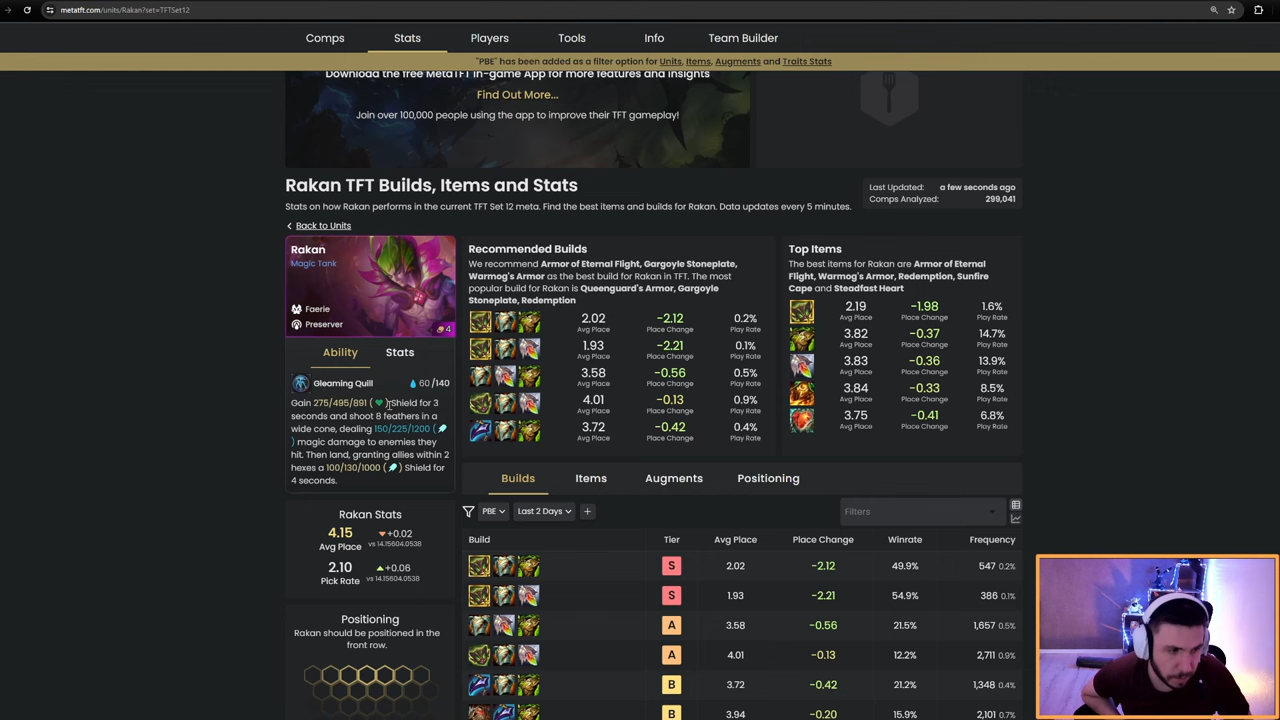 metatft.com/units/Rakan?set=TFTSet12
Comps Stats Players Tools Info Team Builder
"PBE" has been added as a filter option for Units, Items, Augments and Traits Stats
Download the free MetaTFT in-game App for more features and insights
Find Out More...
Join over 100,000 people using the app to improve their TFT gameplay!
Rakan TFT Builds, Items and Stats
Last Updated: a few seconds ago
Comps Analyzed: 299,041
Stats on how Rakan performs in the current TFT Set 12 meta. Find the best items and builds for Rakan. Data updates every 5 minutes.
Back to Units
Rakan
Magic Tank
Faerie
Preserver
4
Ability Stats
Gleaming Quill 60 /140
Gain 275/495/891 ( ) Shield for 3
seconds and shoot 8 feathers in a
wide cone, dealing 150/225/1200 (
) magic damage to enemies they
hit. Then land, granting allies within 2
hexes a 100/130/1000 ( ) Shield for
4 seconds.
Recommended Builds
We recommend Armor of Eternal Flight, Gargoyle Stoneplate,
Warmog's Armor as the best build for Rakan in TFT. The most
popular build for Rakan is Queenguard's Armor, Gargoyle
Stoneplate, Redemption
2.02 -2.12 0.2%
Avg Place Place Change Play Rate
1.93 -2.21 0.1%
Avg Place Place Change Play Rate
3.58 -0.56 0.5%
Avg Place Place Change Play Rate
4.01 -0.13 0.9%
Avg Place Place Change Play Rate
3.72 -0.42 0.4%
Avg Place Place Change Play Rate
Top Items
The best items for Rakan are Armor of Eternal
Flight, Warmog's Armor, Redemption, Sunfire
Cape and Steadfast Heart
2.19 -1.98 1.6%
Avg Place Place Change Play Rate
3.82 -0.37 14.7%
Avg Place Place Change Play Rate
3.83 -0.36 13.9%
Avg Place Place Change Play Rate
3.84 -0.33 8.5%
Avg Place Place Change Play Rate
3.75 -0.41 6.8%
Avg Place Place Change Play Rate
Rakan Stats
4.15 +0.02
Avg Place vs 14.15604.0538
2.10 +0.06
Pick Rate vs 14.15604.0538
Positioning
Rakan should be positioned in the
front row.
Builds Items Augments Positioning
PBE Last 2 Days + Filters
Build Tier Avg Place Place Change Winrate Frequency
S 2.02 -2.12 49.9% 547 0.2%
S 1.93 -2.21 54.9% 386 0.1%
A 3.58 -0.56 21.5% 1,657 0.5%
A 4.01 -0.13 12.2% 2,711 0.9%
B 3.72 -0.42 21.2% 1,348 0.4%
B 3.94 -0.20 15.9% 2,101 0.7%